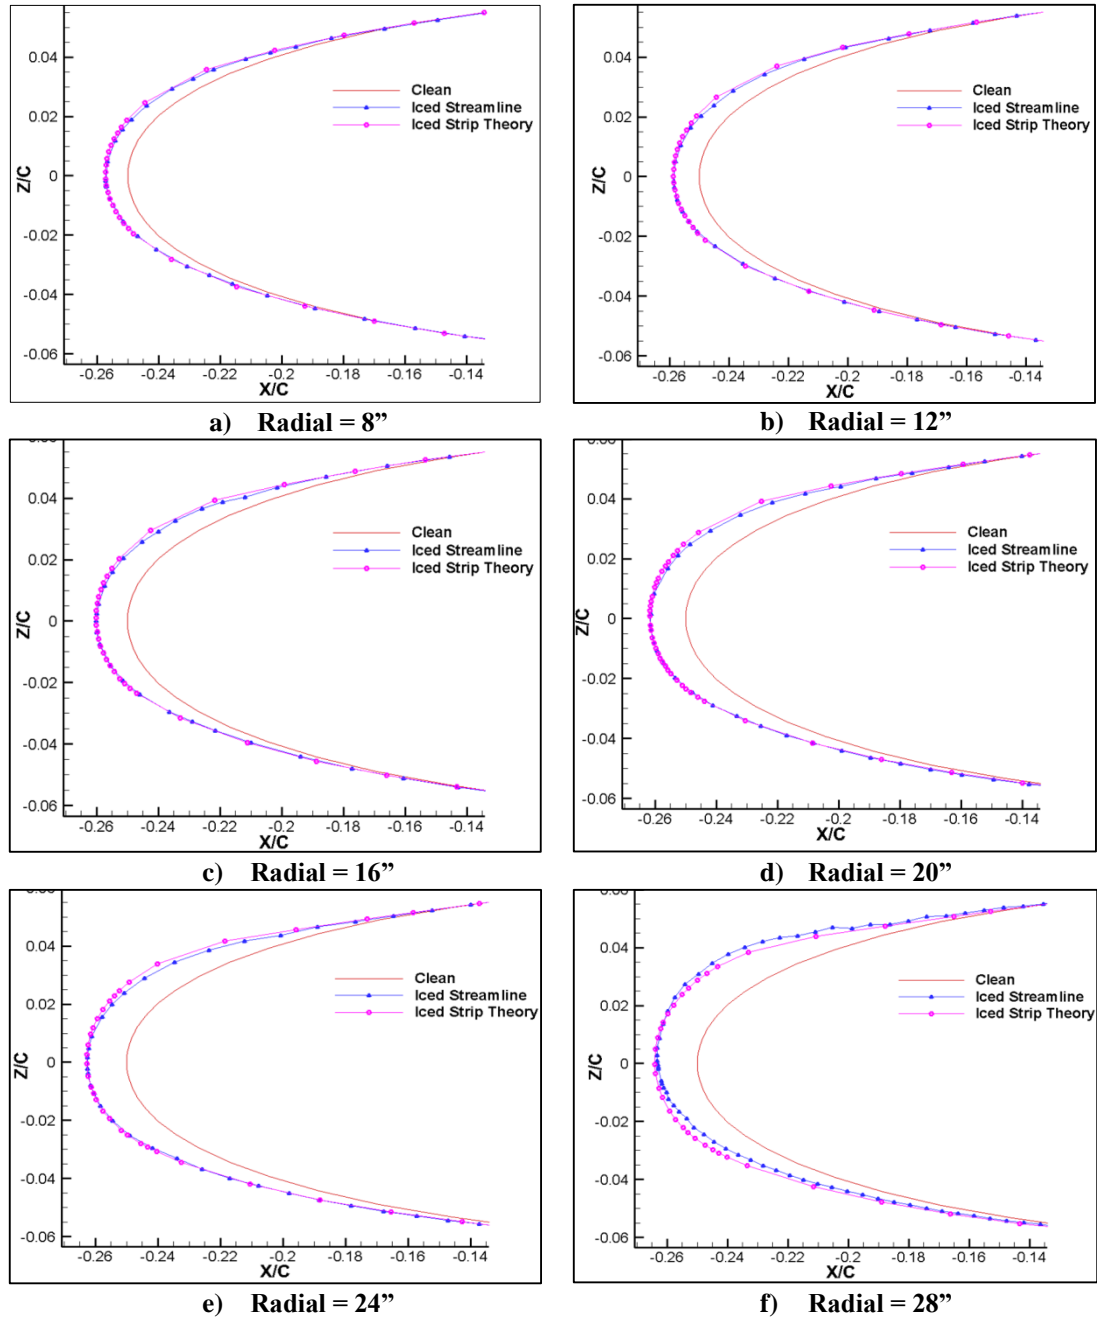 0.04
0.02
0
-0.02
-0.04
-0.06
Z/C
-0.26 -0.24 -0.22 -0.2 -0.18 -0.16 -0.14
X/C
Clean
Iced Streamline
Iced Strip Theory
a) Radial = 8”
0.04
0.02
0
-0.02
-0.04
-0.06
Z/C
-0.26 -0.24 -0.22 -0.2 -0.18 -0.16 -0.14
X/C
Clean
Iced Streamline
Iced Strip Theory
b) Radial = 12”
0.04
0.02
0
-0.02
-0.04
-0.06
Z/C
-0.26 -0.24 -0.22 -0.2 -0.18 -0.16 -0.14
X/C
Clean
Iced Streamline
Iced Strip Theory
c) Radial = 16”
0.04
0.02
0
-0.02
-0.04
-0.06
Z/C
-0.26 -0.24 -0.22 -0.2 -0.18 -0.16 -0.14
X/C
Clean
Iced Streamline
Iced Strip Theory
d) Radial = 20”
0.04
0.02
0
-0.02
-0.04
-0.06
Z/C
-0.26 -0.24 -0.22 -0.2 -0.18 -0.16 -0.14
X/C
Clean
Iced Streamline
Iced Strip Theory
e) Radial = 24”
0.04
0.02
0
-0.02
-0.04
-0.06
Z/C
-0.26 -0.24 -0.22 -0.2 -0.18 -0.16 -0.14
X/C
Clean
Iced Streamline
Iced Strip Theory
f) Radial = 28”